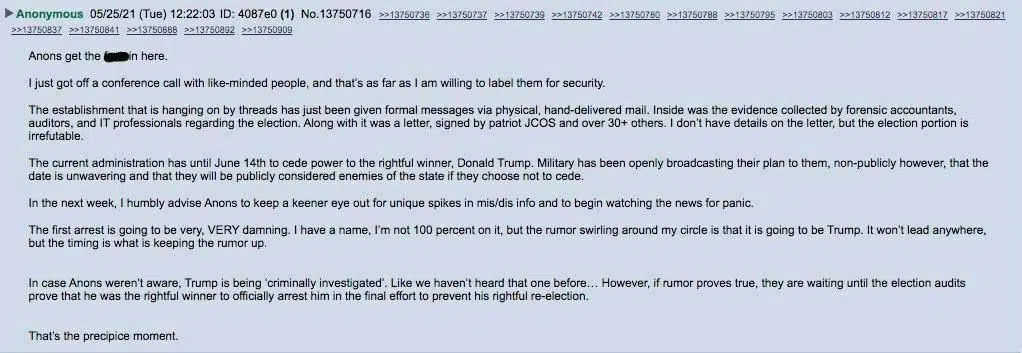 Anonymous 05/25/21 (Tue) 12:22:03 ID: 4087e0 (1) No.13750716 >>13750736 >>13750737 >>13750739 >>13750742 >>13750780 >>13750788 >>13750795 >>13750803 >>13750812 >>13750817 >>13750821
>>13750837 >>13750841 >>13750888 >>13750892 >>13750909
Anons get the in here.
I just got off a conference call with like-minded people, and that's as far as I am willing to label them for security.
The establishment that is hanging on by threads has just been given formal messages via physical, hand-delivered mail. Inside was the evidence collected by forensic accountants,
auditors, and IT professionals regarding the election. Along with it was a letter, signed by patriot JCOS and over 30+ others. I don't have details on the letter, but the election portion is
irrefutable.
The current administration has until June 14th to cede power to the rightful winner, Donald Trump. Military has been openly broadcasting their plan to them, non-publicly however, that the
date is unwavering and that they will be publicly considered enemies of the state if they choose not to cede.
In the next week, I humbly advise Anons to keep a keener eye out for unique spikes in mis/dis info and to begin watching the news for panic.
The first arrest is going to be very, VERY damning. I have a name, I'm not 100 percent on it, but the rumor swirling around my circle is that it is going to be Trump. It won't lead anywhere,
but the timing is what is keeping the rumor up.
In case Anons weren't aware, Trump is being 'criminally investigated'. Like we haven't heard that one before... However, if rumor proves true, they are waiting until the election audits
prove that he was the rightful winner to officially arrest him in the final effort to prevent his rightful re-election.
That's the precipice moment.